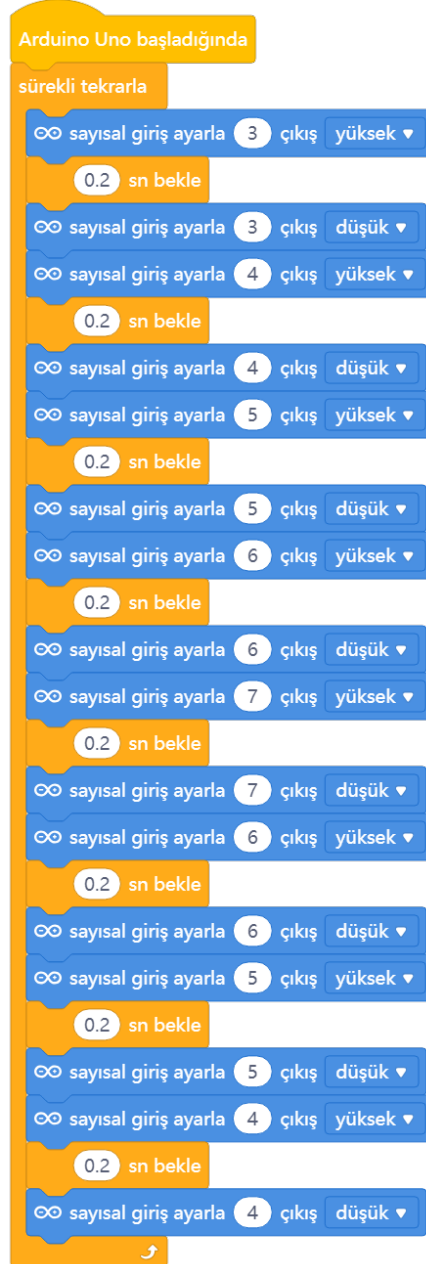 Arduino Uno başladığında
sürekli tekrarla
sayısal giriş ayarla 3 çıkış yüksek
0.2 sn bekle
sayısal giriş ayarla 3 çıkış düşük
sayısal giriş ayarla 4 çıkış yüksek
0.2 sn bekle
sayısal giriş ayarla 4 çıkış düşük
sayısal giriş ayarla 5 çıkış yüksek
0.2 sn bekle
sayısal giriş ayarla 5 çıkış düşük
sayısal giriş ayarla 6 çıkış yüksek
0.2 sn bekle
sayısal giriş ayarla 6 çıkış düşük
sayısal giriş ayarla 7 çıkış yüksek
0.2 sn bekle
sayısal giriş ayarla 7 çıkış düşük
sayısal giriş ayarla 6 çıkış yüksek
0.2 sn bekle
sayısal giriş ayarla 6 çıkış düşük
sayısal giriş ayarla 5 çıkış yüksek
0.2 sn bekle
sayısal giriş ayarla 5 çıkış düşük
sayısal giriş ayarla 4 çıkış yüksek
0.2 sn bekle
sayısal giriş ayarla 4 çıkış düşük